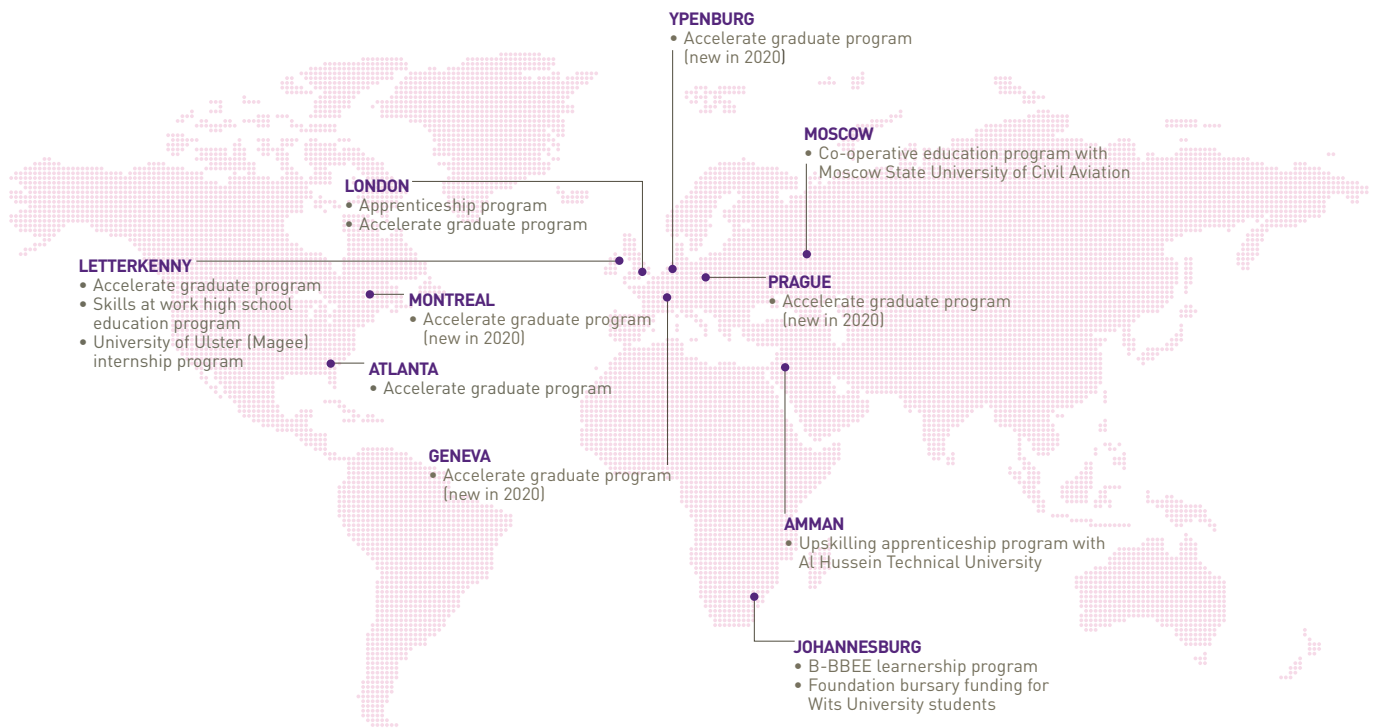 YPENBURG
• Accelerate graduate program
(new in 2020)
MOSCOW
• Co-operative education program with
Moscow State University of Civil Aviation
LONDON
• Apprenticeship program
• Accelerate graduate program
LETTERKENNY
• Accelerate graduate program
• Skills at work high school
education program
• University of Ulster (Magee)
internship program
MONTREAL
• Accelerate graduate program
(new in 2020)
PRAGUE
• Accelerate graduate program
(new in 2020)
ATLANTA
• Accelerate graduate program
GENEVA
• Accelerate graduate program
(new in 2020)
AMMAN
• Upskilling apprenticeship program with
Al Hussein Technical University
JOHANNESBURG
• B-BBEE learnership program
• Foundation bursary funding for
Wits University students